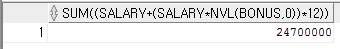 SUM((SALARY+(SALARY*NVL(BONUS,0))*12))
1 24700000